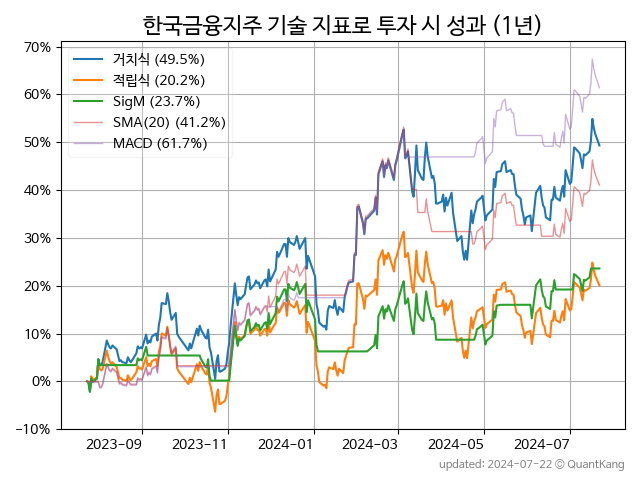 한국금융지주 기술 지표로 투자 시 성과 (1년)
70%
60%
50%
40%
30%
20%
10%
0%
−10%
거치식 (49.5%)
적립식 (20.2%)
SigM (23.7%)
SMA(20) (41.2%)
MACD (61.7%)
2023-09
2023-11
2024-01
2024-03
2024-05
2024-07
updated: 2024-07-22 © QuantKang